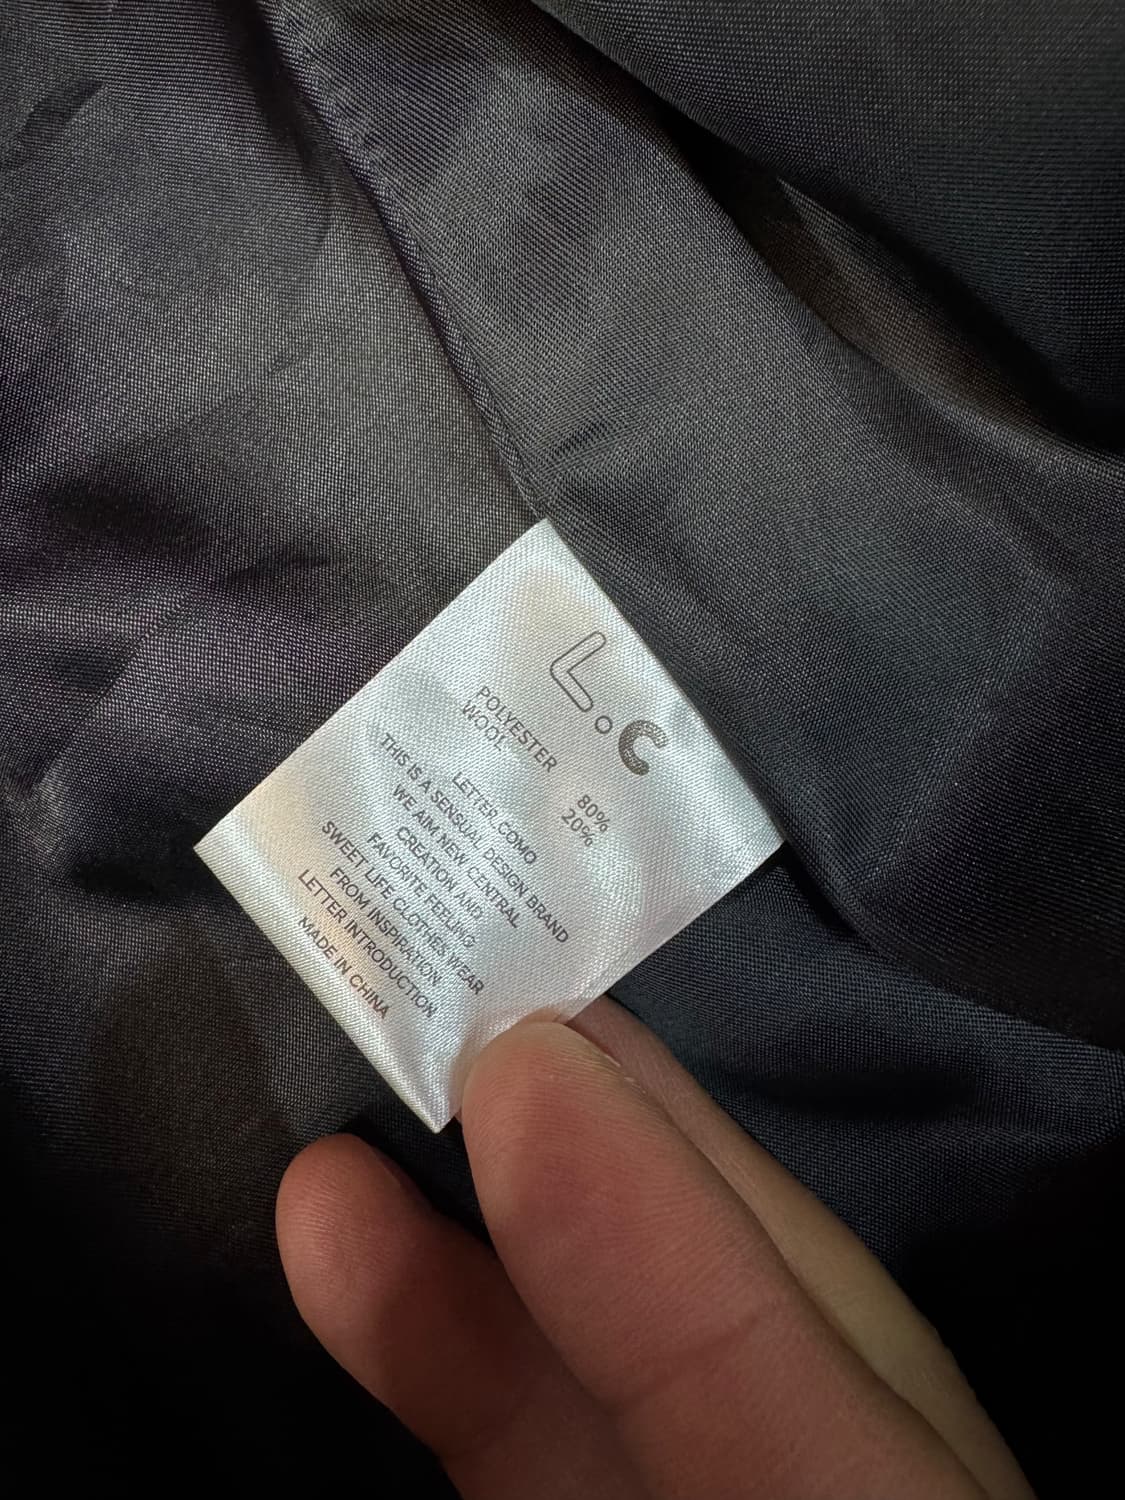 L.C
POLYESTER 80%
WOOL 20%
LETTER.COMO
THIS IS A SENSUAL DESIGN BRAND
WE AIM NEW CENTRAL
CREATION AND
FAVORITE FEELING
SWEET LIFE CLOTHES WEAR
FROM INSPIRATION
LETTER INTRODUCTION
MADE IN CHINA